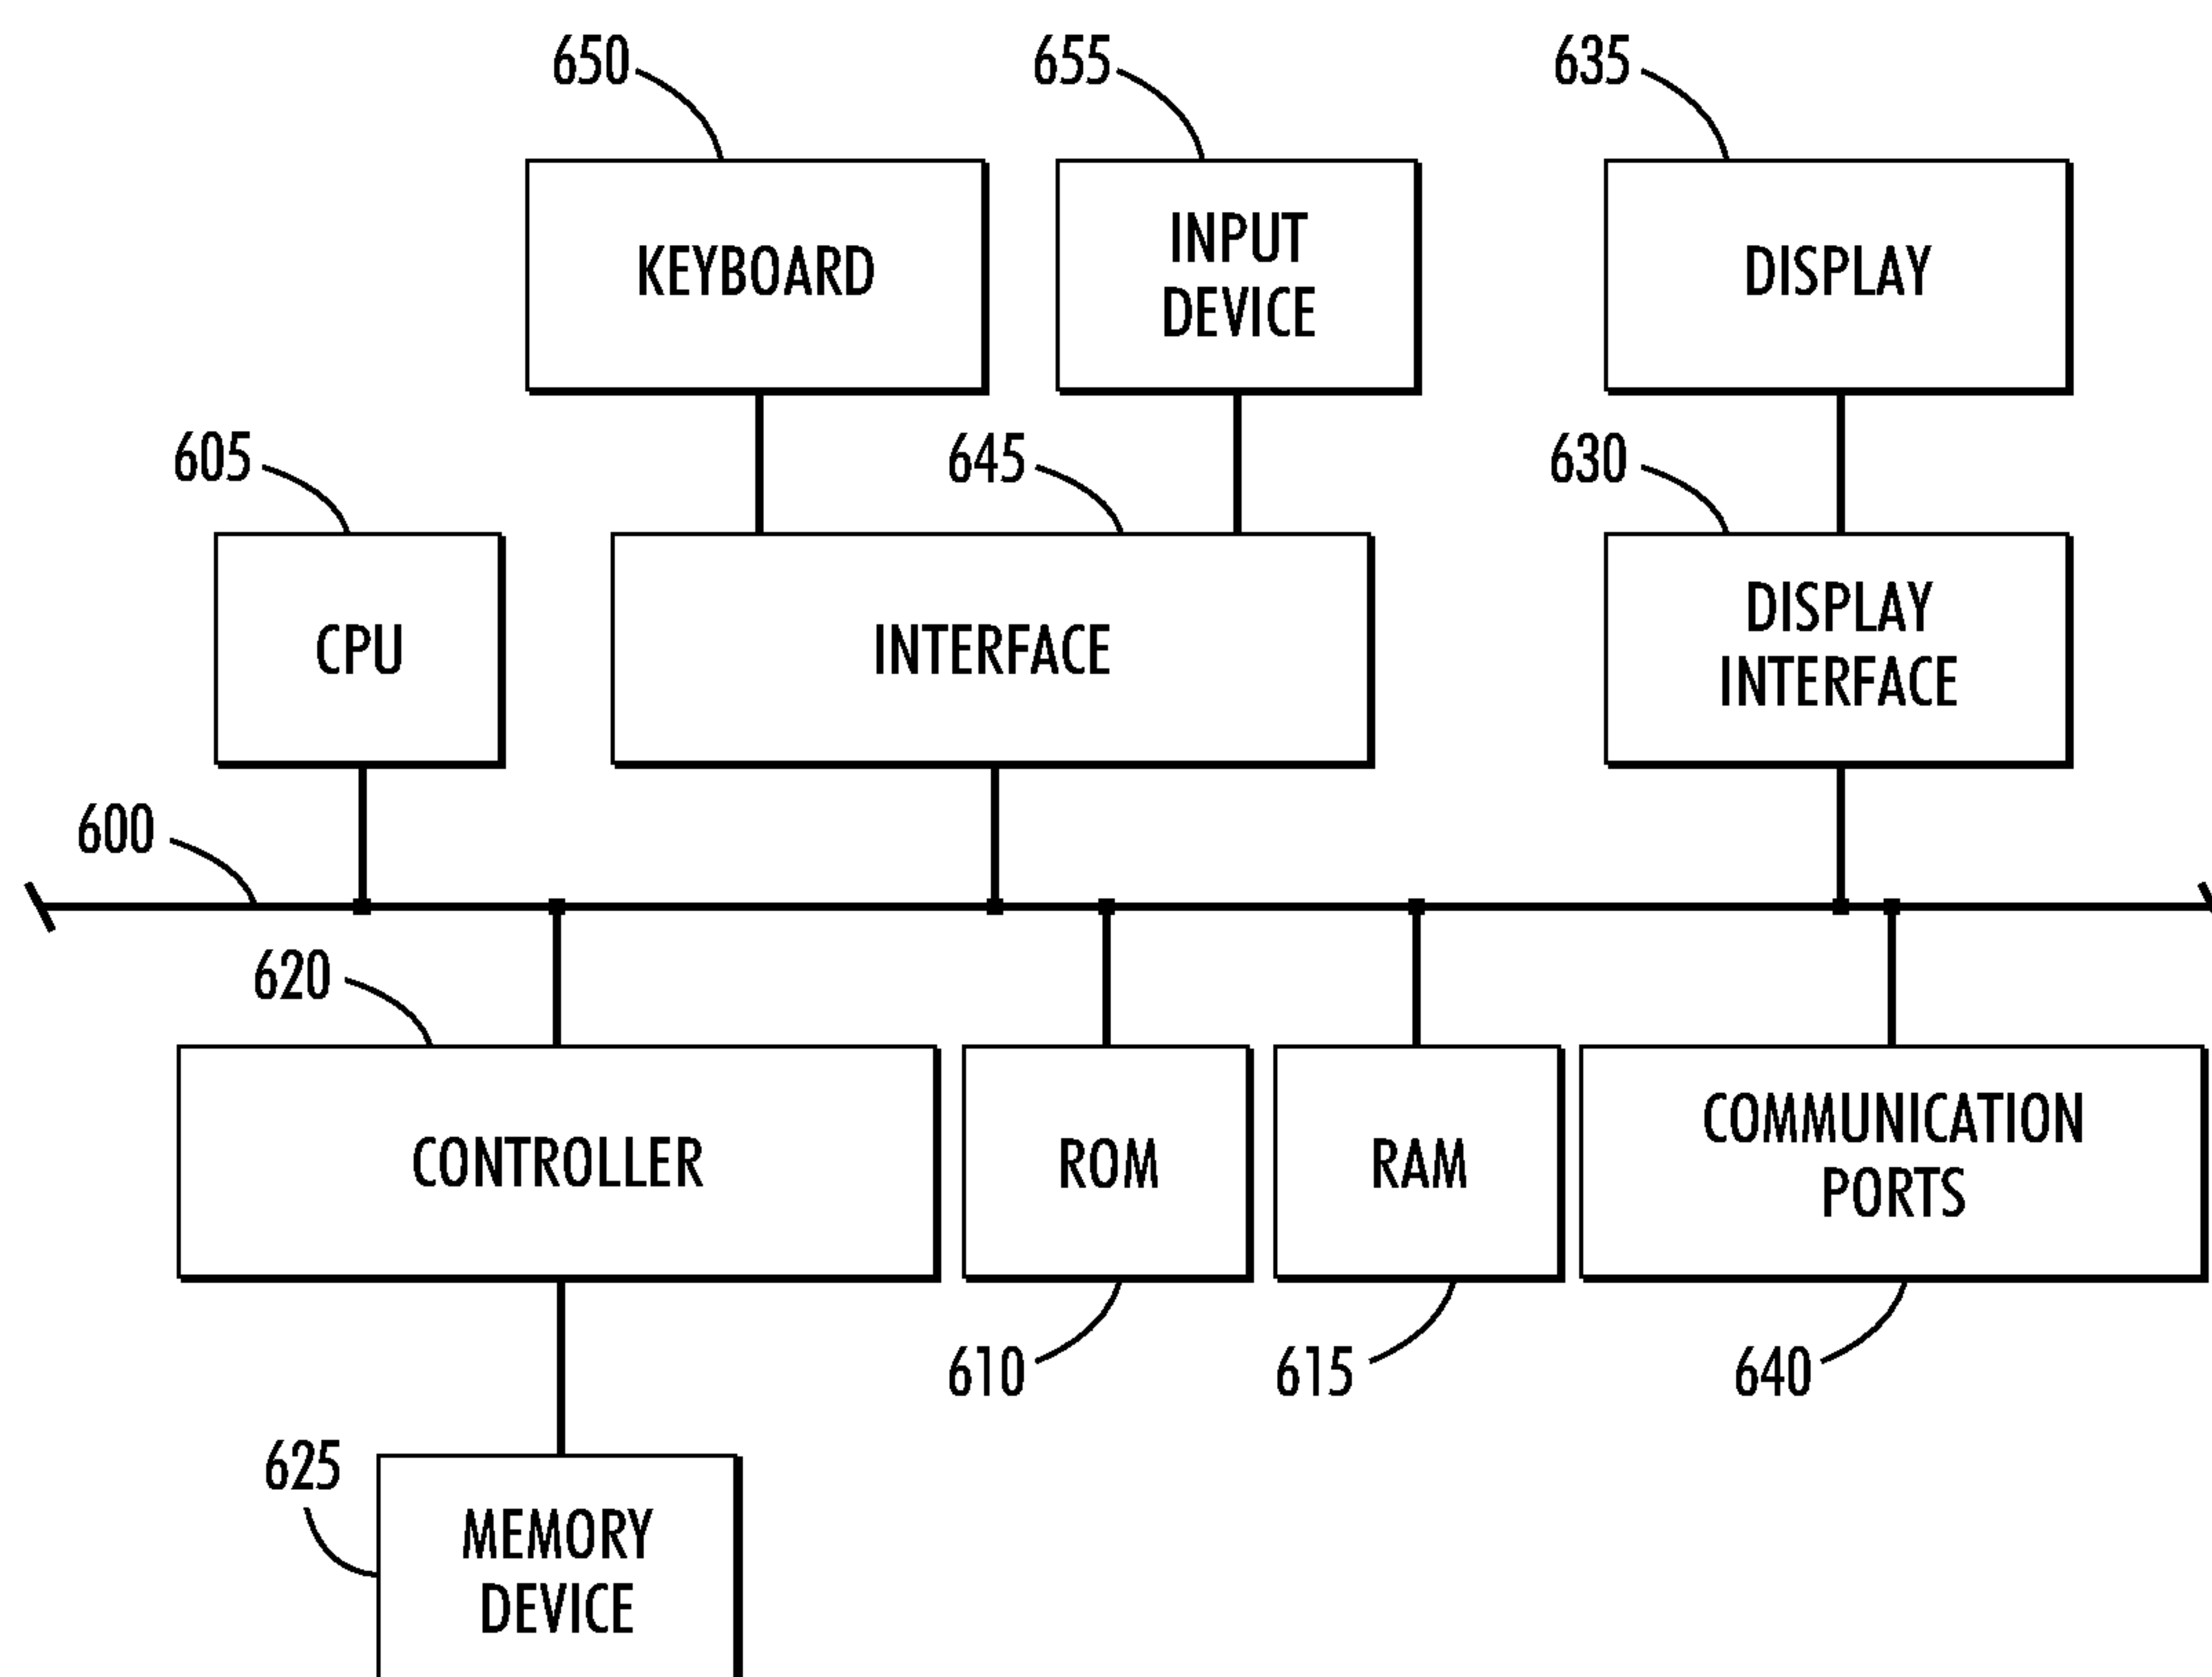 650
655
635
KEYBOARD
INPUT
DEVICE
DISPLAY
605
645
630
CPU
INTERFACE
DISPLAY
INTERFACE
600
620
CONTROLLER
ROM
RAM
COMMUNICATION
PORTS
610
615
640
625
MEMORY
DEVICE